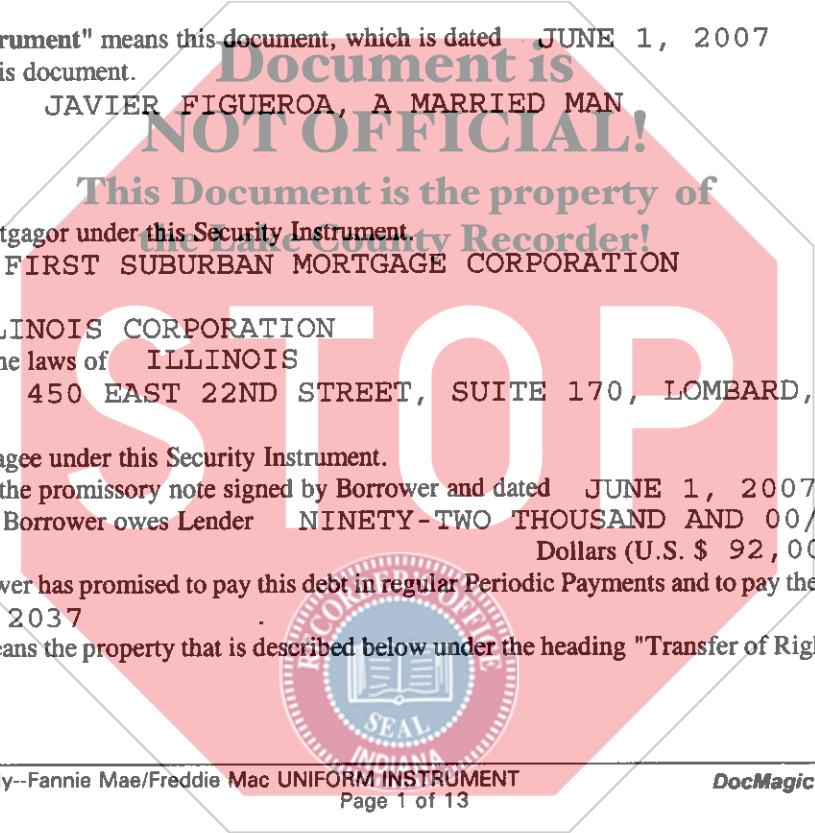 rument" means this document, which is dated JUNE 1, 2007
is document.
Document is
JAVIER FIGUEROA, A MARRIED MAN
NOT OFFICIAL!
This Document is the property of
tgagor under this Security Instrument.
the Lake County Recorder!
FIRST SUBURBAN MORTGAGE CORPORATION
LINOIS CORPORATION
he laws of ILLINOIS
450 EAST 22ND STREET, SUITE 170, LOMBARD,
STOP
agee under this Security Instrument.
the promissory note signed by Borrower and dated JUNE 1, 2007
Borrower owes Lender NINETY-TWO THOUSAND AND 00/
Dollars (U.S. $ 92,00
wer has promised to pay this debt in regular Periodic Payments and to pay the
2037
eans the property that is described below under the heading "Transfer of Righ
RECORDER'S OFFICE
SEAL
INDIANA
ly--Fannie Mae/Freddie Mac UNIFORM INSTRUMENT
DocMagic
Page 1 of 13